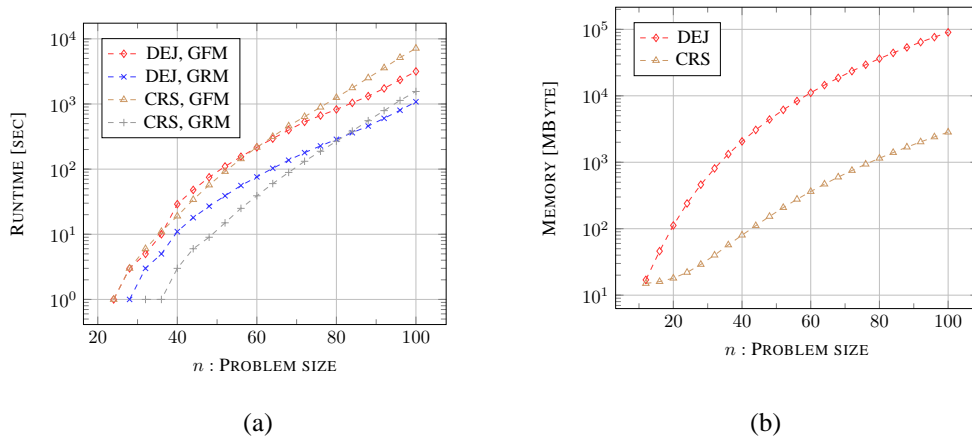 10^4
10^3
10^2
10^1
10^0
20
40
60
80
100
RUNTIME [SEC]
n : PROBLEM SIZE
DEJ, GFM
DEJ, GRM
CRS, GFM
CRS, GRM
(a)
10^5
10^4
10^3
10^2
10^1
20
40
60
80
100
MEMORY [MBYTE]
n : PROBLEM SIZE
DEJ
CRS
(b)